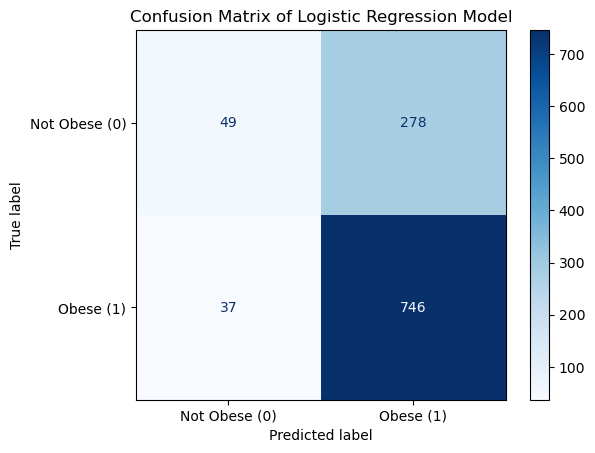 Confusion Matrix of Logistic Regression Model
True label
Not Obese (0)
49
278
Obese (1)
37
746
Not Obese (0)
Obese (1)
Predicted label
700
600
500
400
300
200
100